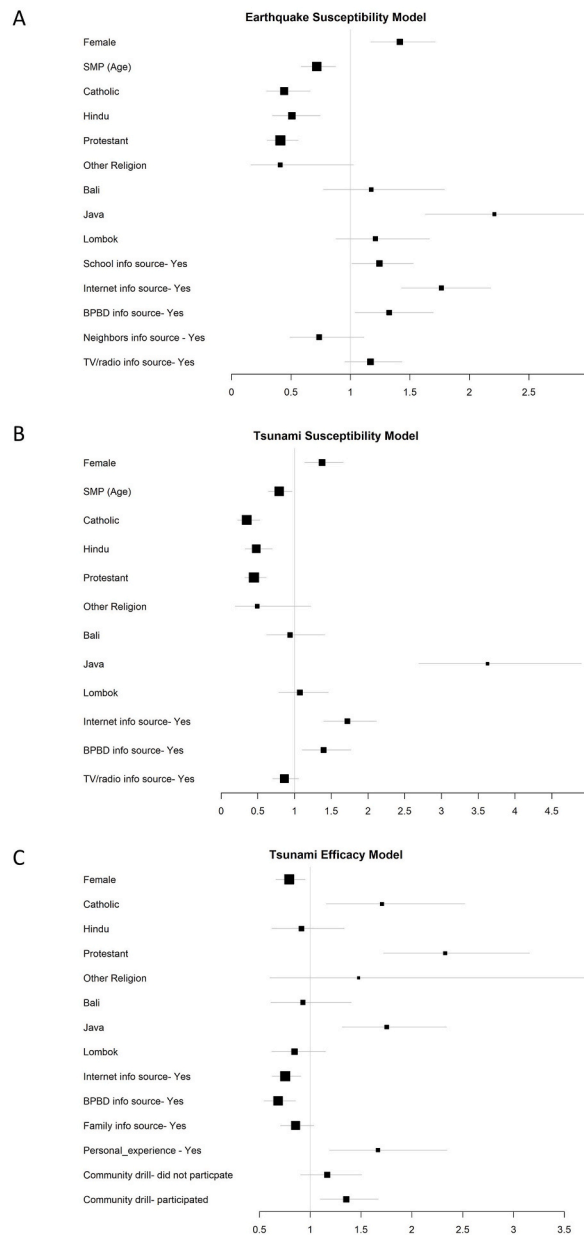 A
Earthquake Susceptibility Model
Female
SMP (Age)
Catholic
Hindu
Protestant
Other Religion
Bali
Java
Lombok
School info source- Yes
Internet info source- Yes
BPBD info source- Yes
Neighbors info source - Yes
TV/radio info source- Yes
0 0.5 1 1.5 2 2.5
B
Tsunami Susceptibility Model
Female
SMP (Age)
Catholic
Hindu
Protestant
Other Religion
Bali
Java
Lombok
Internet info source- Yes
BPBD info source- Yes
TV/radio info source- Yes
0 0.5 1 1.5 2 2.5 3 3.5 4 4.5
C
Tsunami Efficacy Model
Female
Catholic
Hindu
Protestant
Other Religion
Bali
Java
Lombok
Internet info source- Yes
BPBD info source- Yes
Family info source- Yes
Personal_experience - Yes
Community drill- did not particpate
Community drill- participated
0.5 1 1.5 2 2.5 3 3.5